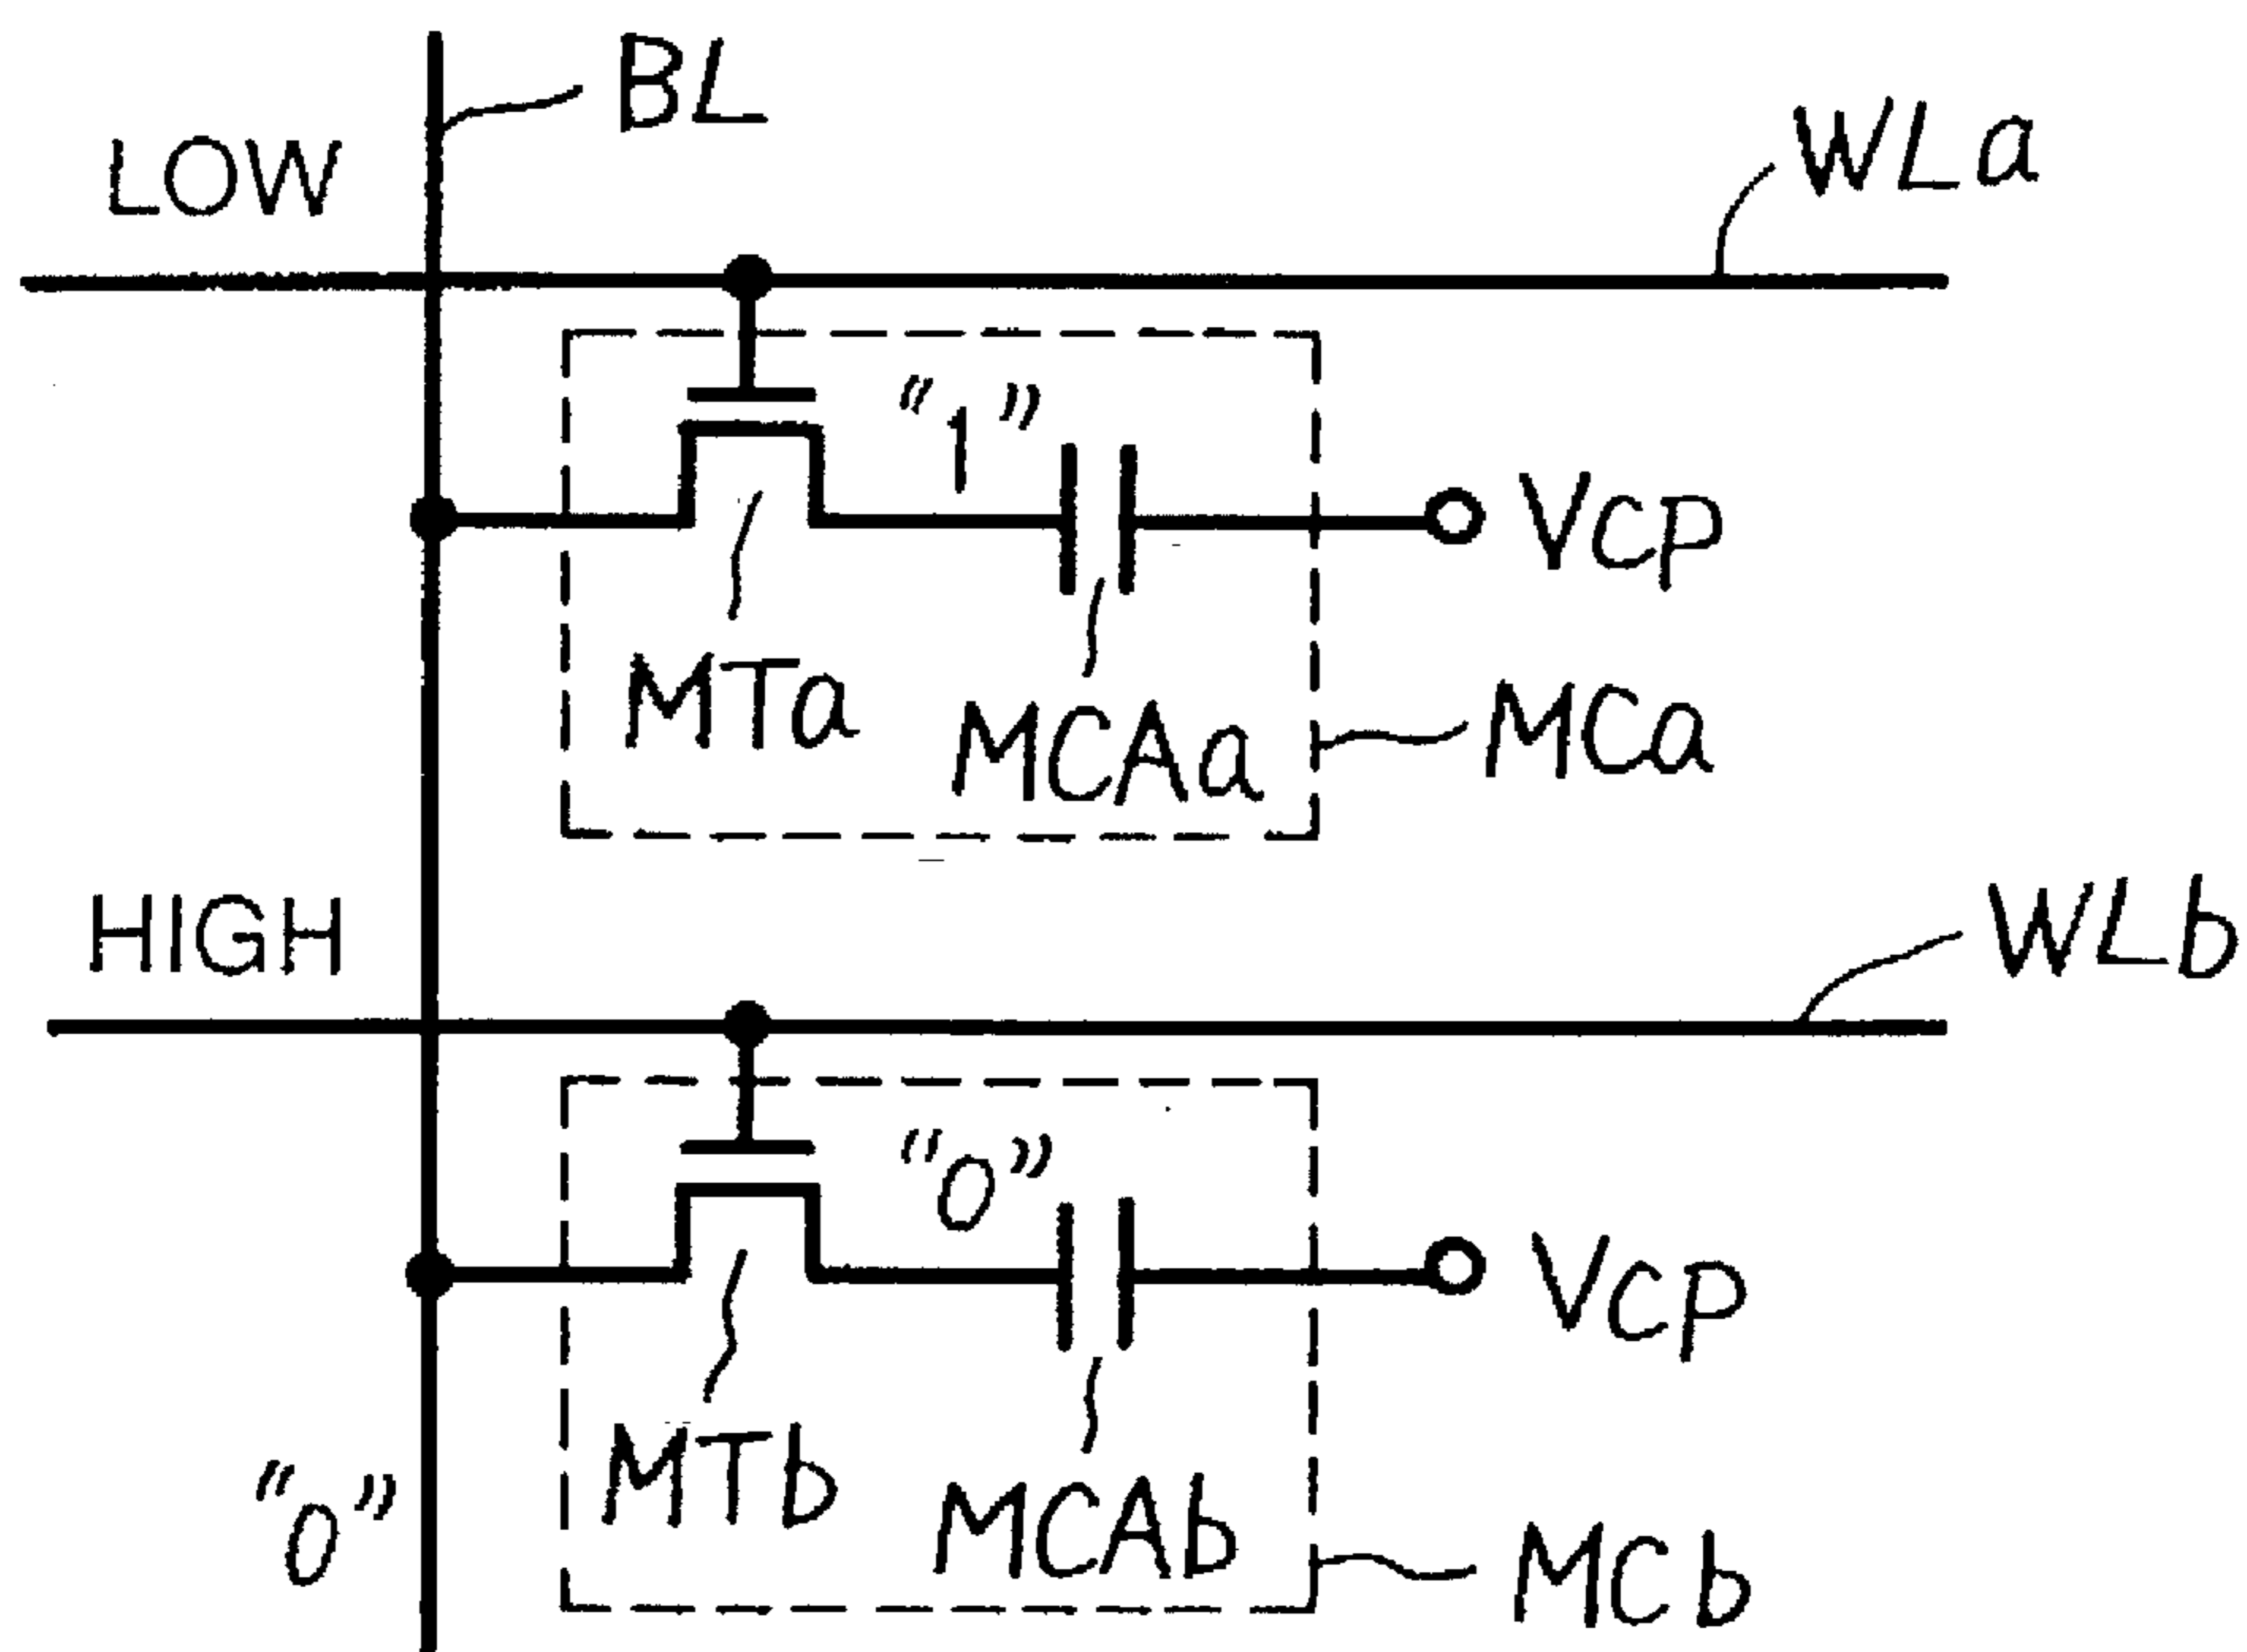 BL
LOW
WLa
"1"
VCP
MTa
MCAa
MCa
HIGH
WLb
"0"
VCP
MTb
"0"
MCAb
MCb